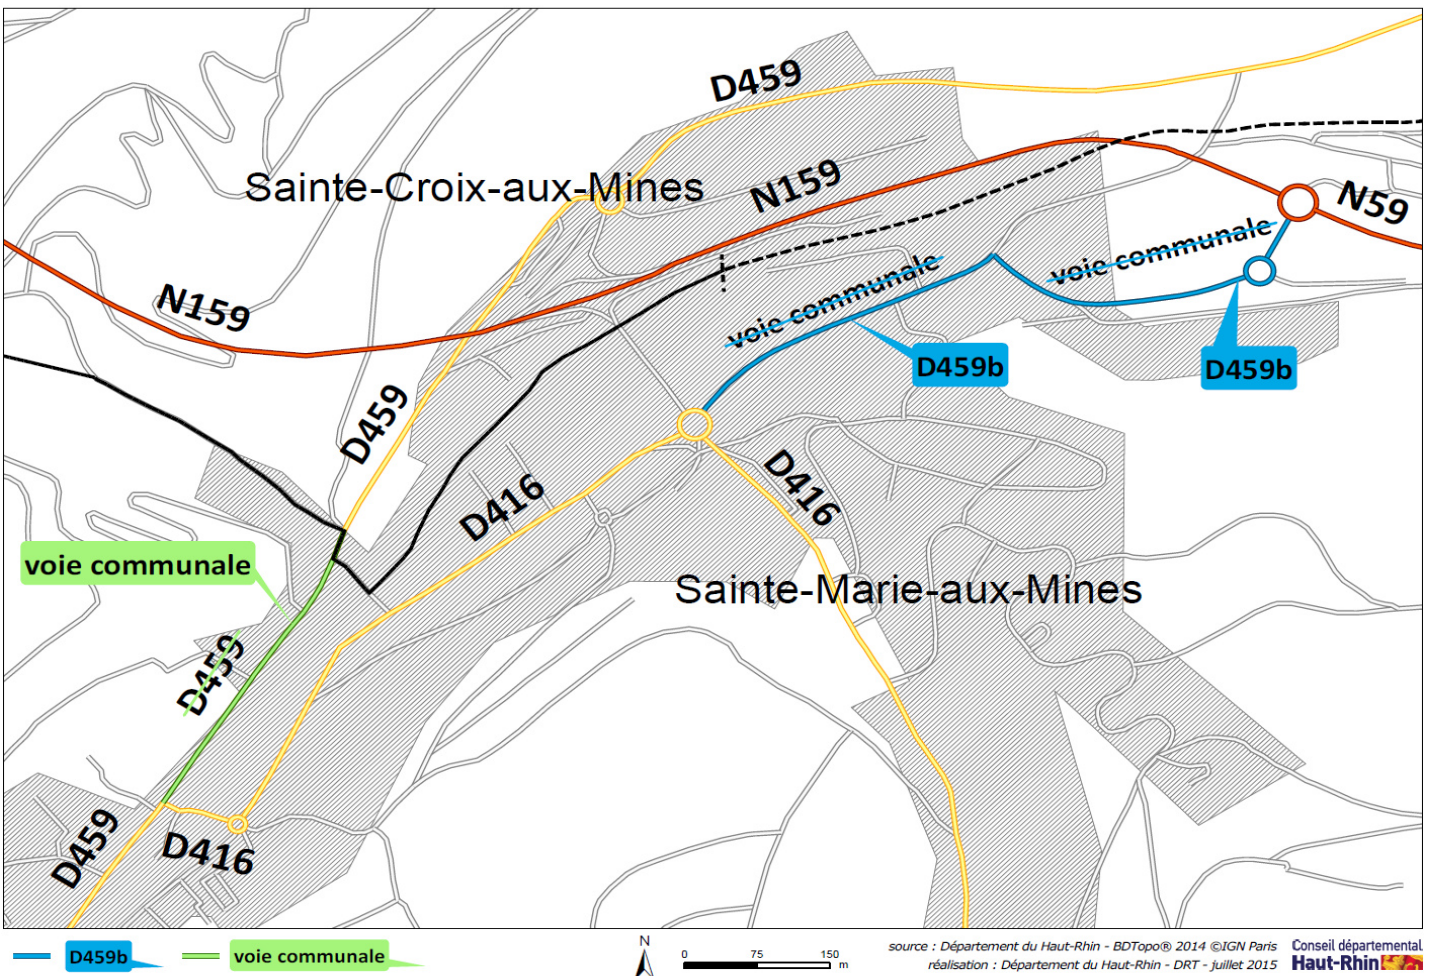 D459
Sainte-Croix-aux-Mines
N159
N59
voie communale
voie communale
N159
D459b
D459b
D459
D416
D416
voie communale
Sainte-Marie-aux-Mines
D459
D459
D416
D459b
voie communale
N
0 75 150
m
source : Département du Haut-Rhin - BDTopo® 2014 ©IGN Paris
réalisation : Département du Haut-Rhin - DRT - juillet 2015
Conseil départemental
Haut-Rhin